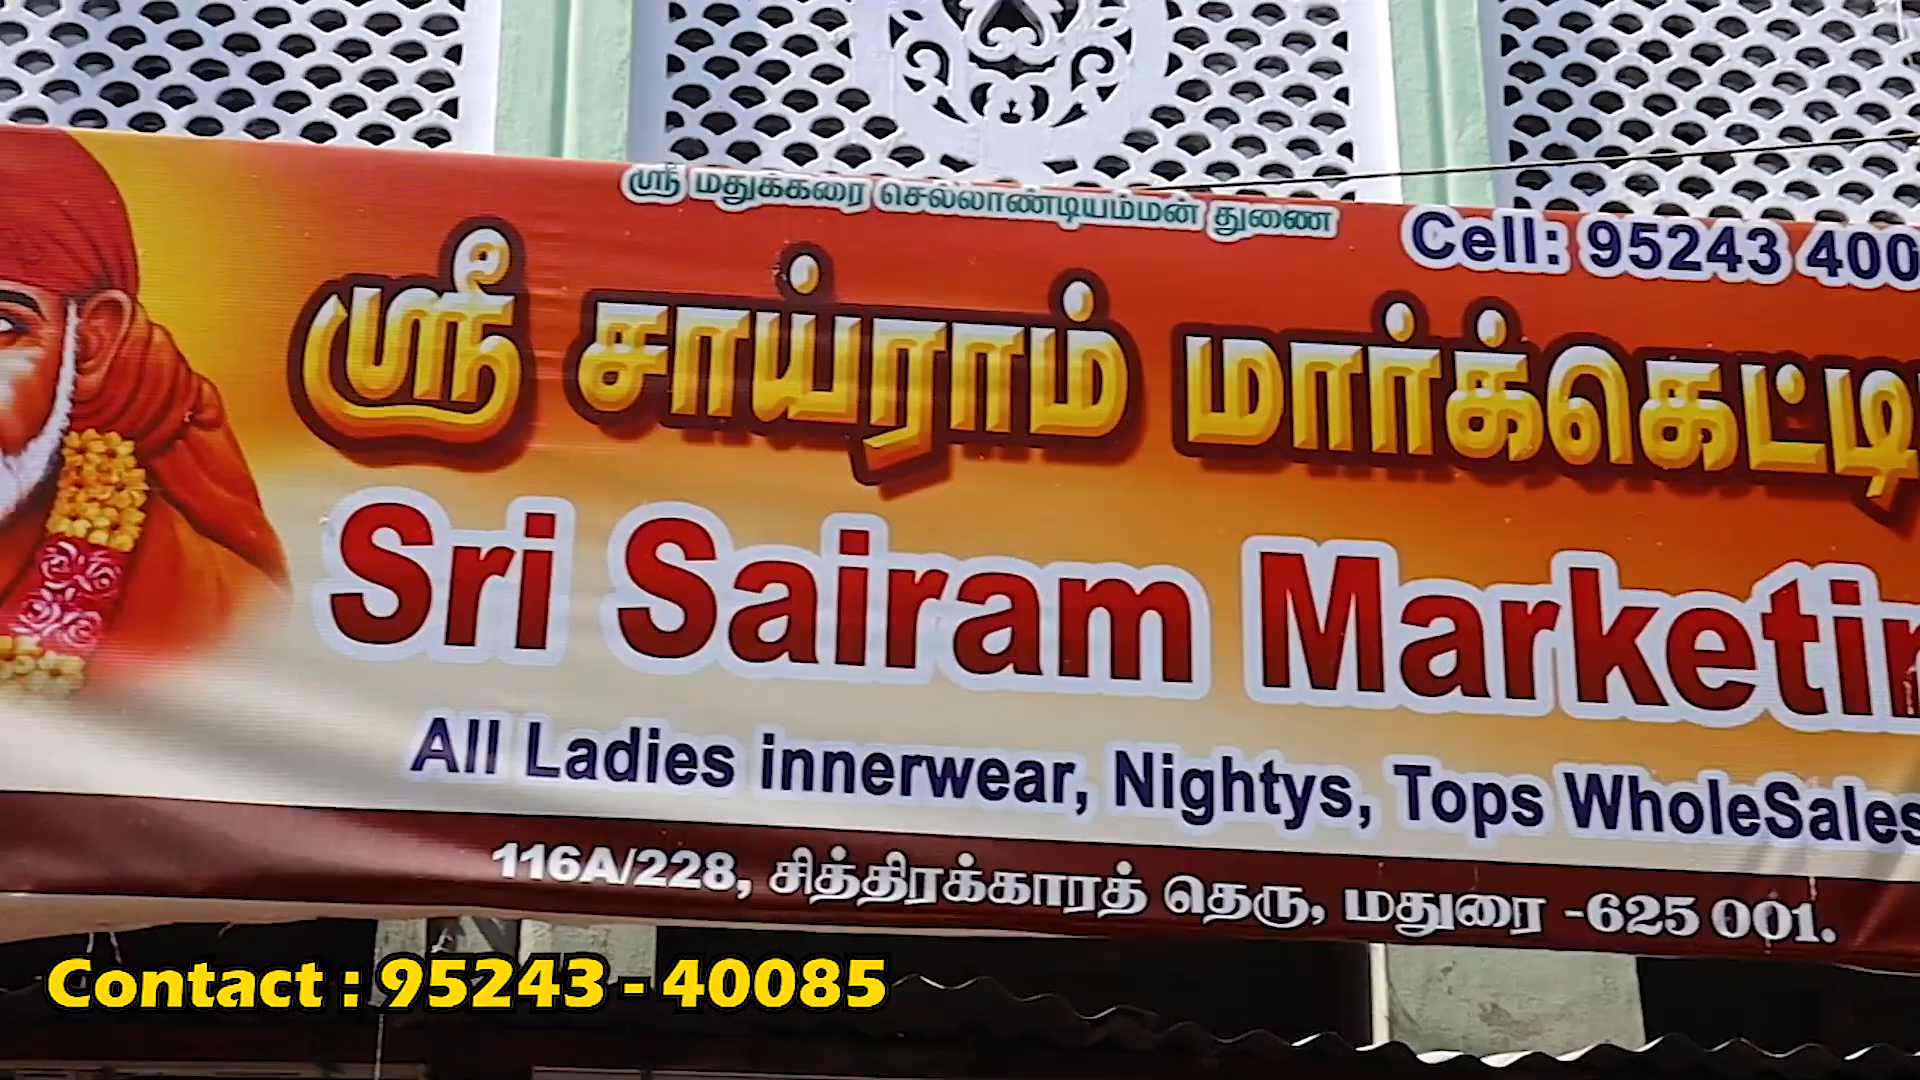 ஸ்ரீ மதுக்கரை செல்லாண்டியம்மன் துணை
Cell: 95243 400
ஸ்ரீ சாய்ராம் மார்க்கெட்டி
Sri Sairam Marketin
All Ladies innerwear, Nightys, Tops WholeSales
116A/228, சித்திரக்காரத் தெரு, மதுரை -625 001.
Contact : 95243 - 40085